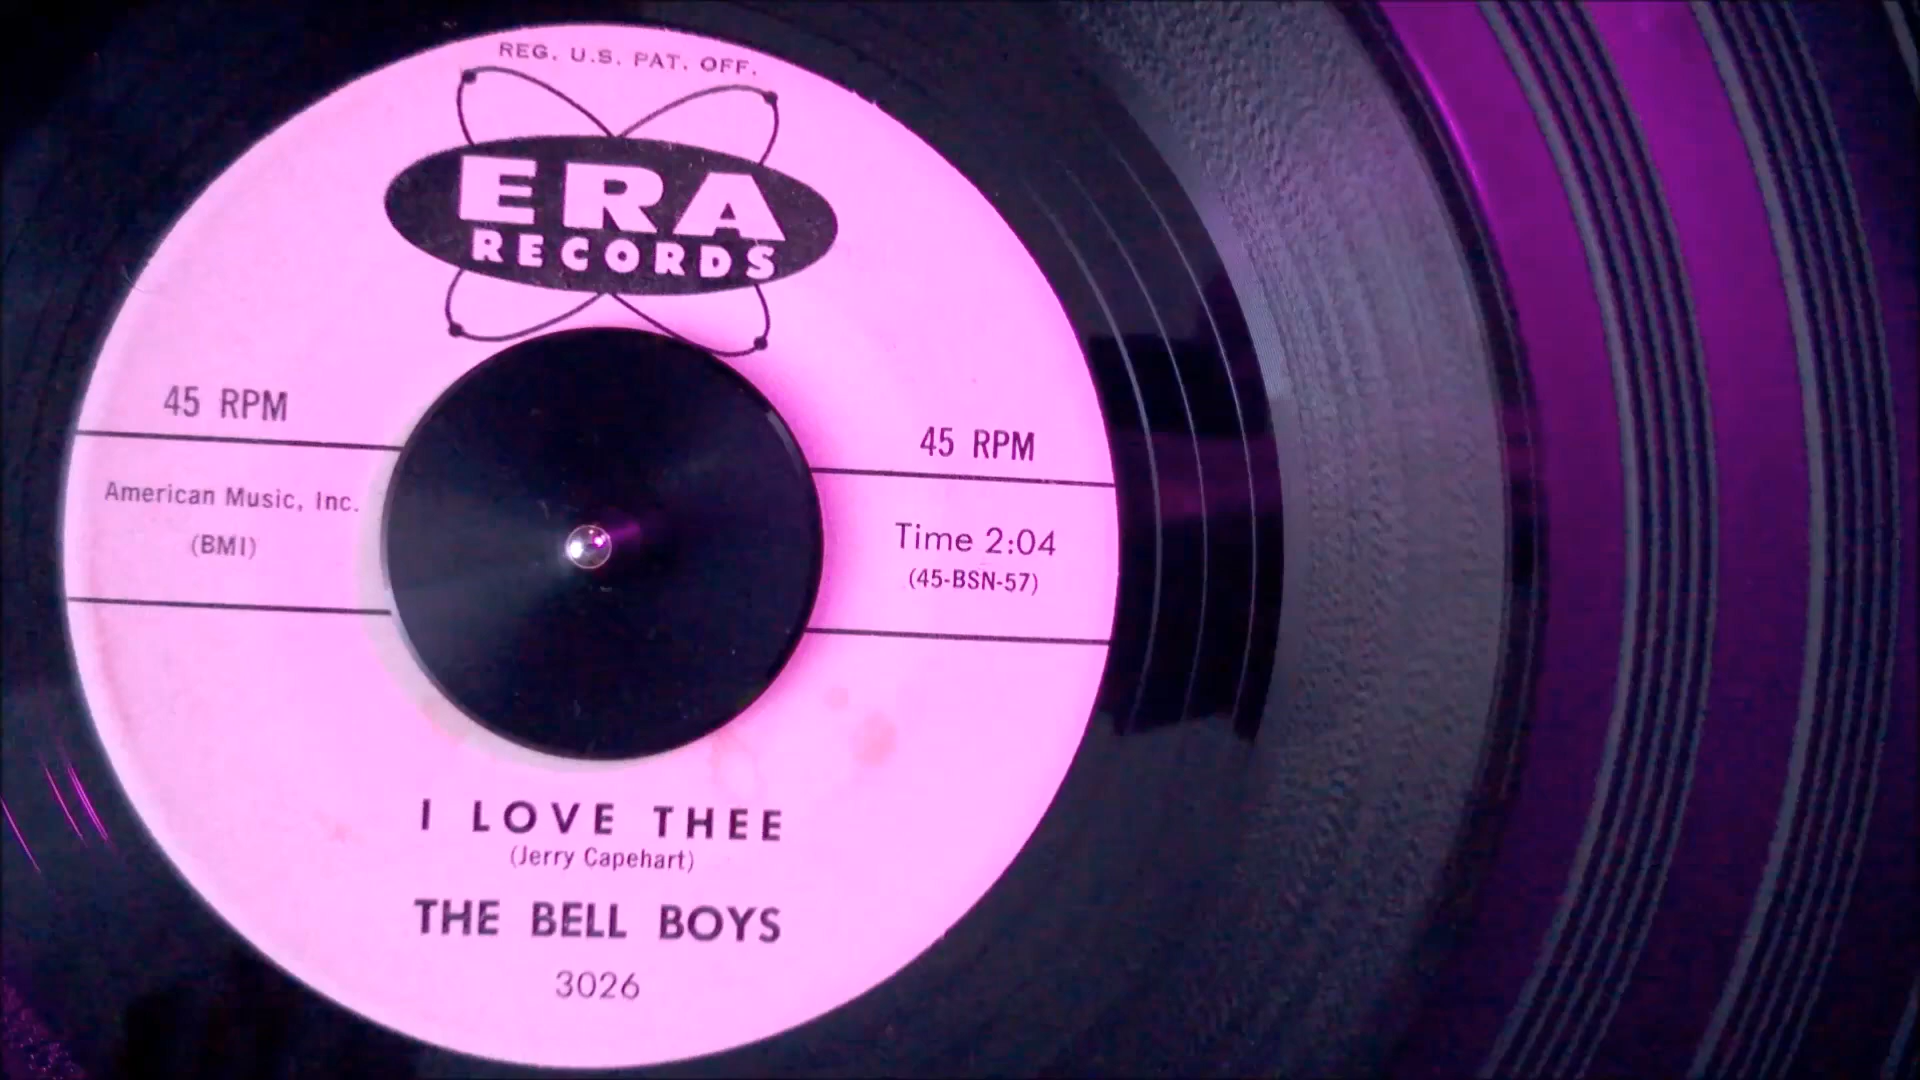 REG. U.S. PAT. OFF.
ERA
RECORDS
45 RPM
American Music, Inc.
(BMI)
45 RPM
Time 2:04
(45-BSN-57)
I LOVE THEE
(Jerry Capehart)
THE BELL BOYS
3026